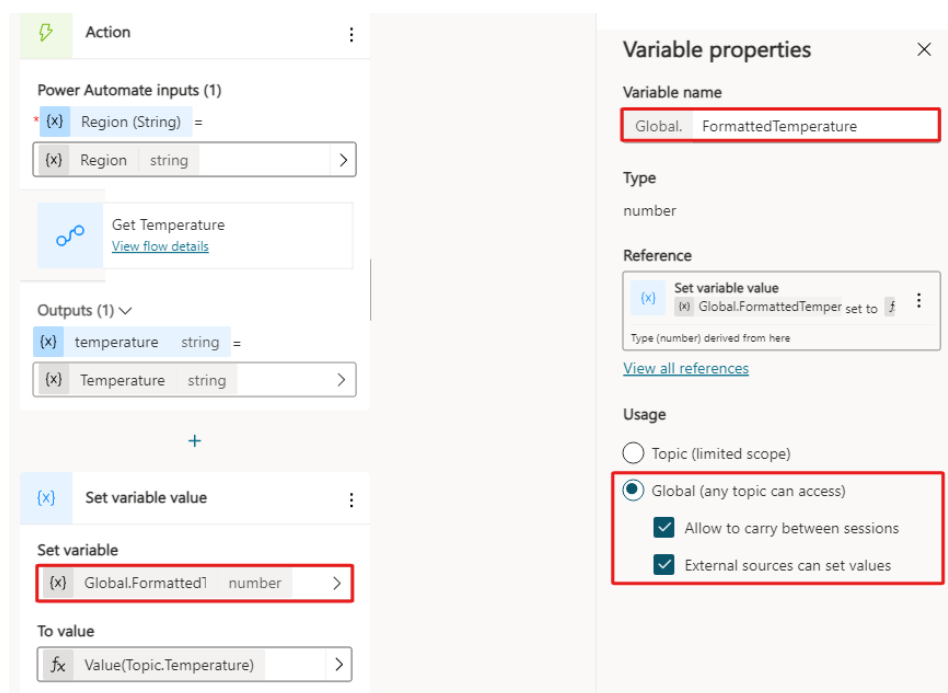 Action
Power Automate inputs (1)
* {x} Region (String) =
{x} Region string
Get Temperature
View flow details
Outputs (1)
{x} temperature string =
{x} Temperature string
+
{x} Set variable value
Set variable
{x} Global.FormattedT number
To value
fx Value(Topic.Temperature)
Variable properties
Variable name
Global. FormattedTemperature
Type
number
Reference
{x} Set variable value
{x} Global.FormattedTemper set to f
Type (number) derived from here
View all references
Usage
Topic (limited scope)
Global (any topic can access)
Allow to carry between sessions
External sources can set values